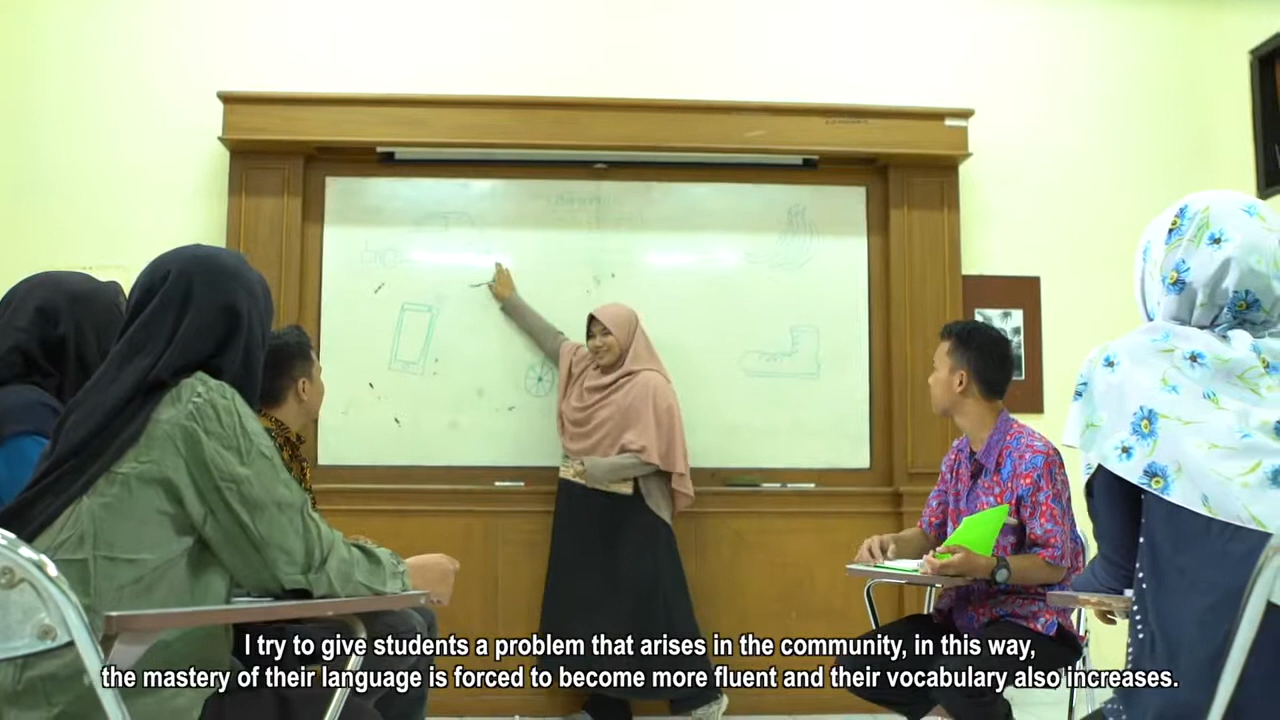 I try to give students a problem that arises in the community, in this way,
the mastery of their language is forced to become more fluent and their vocabulary also increases.